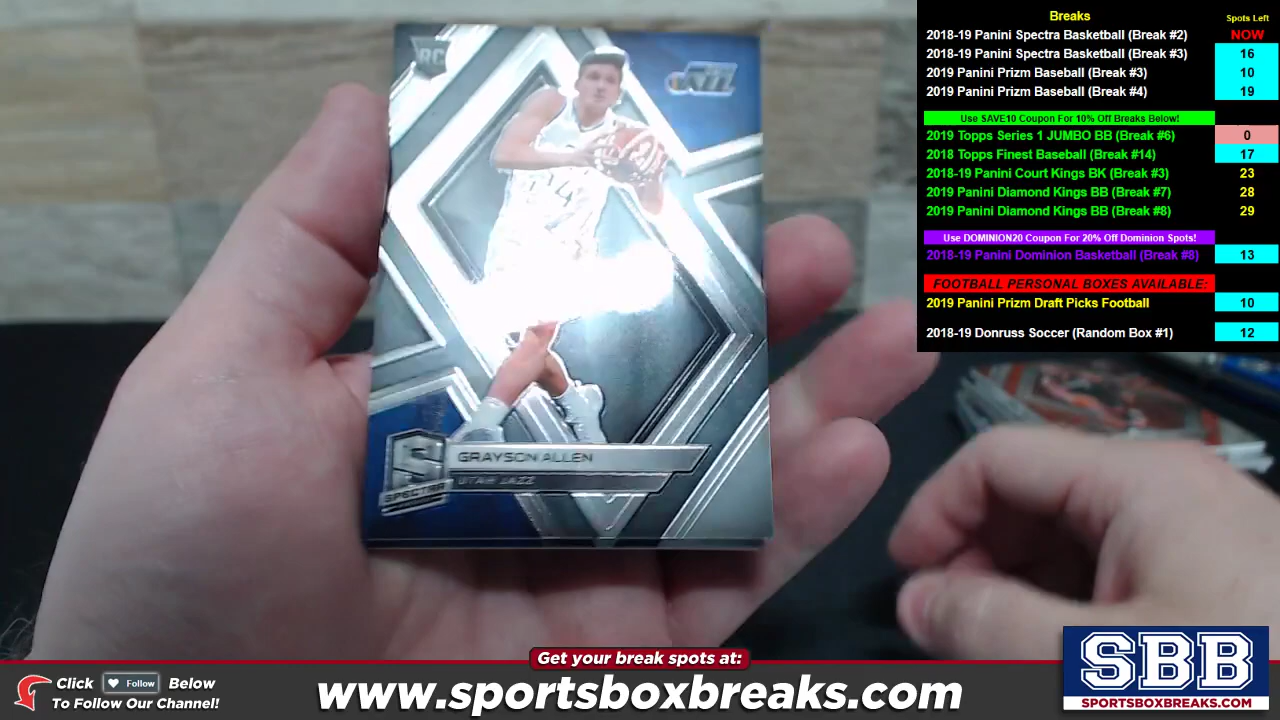 RC
JAZZ
GRAYSON ALLEN
UTAH JAZZ
SPECTRA
Breaks
Spots Left
2018-19 Panini Spectra Basketball (Break #2) NOW
2018-19 Panini Spectra Basketball (Break #3) 16
2019 Panini Prizm Baseball (Break #3) 10
2019 Panini Prizm Baseball (Break #4) 19
Use SAVE10 Coupon For 10% Off Breaks Below!
2019 Topps Series 1 JUMBO BB (Break #6) 0
2018 Topps Finest Baseball (Break #14) 17
2018-19 Panini Court Kings BK (Break #3) 23
2019 Panini Diamond Kings BB (Break #7) 28
2019 Panini Diamond Kings BB (Break #8) 29
Use DOMINION20 Coupon For 20% Off Dominion Spots!
2018-19 Panini Dominion Basketball (Break #8) 13
FOOTBALL PERSONAL BOXES AVAILABLE:
2019 Panini Prizm Draft Picks Football 10
2018-19 Donruss Soccer (Random Box #1) 12
Get your break spots at:
Click Follow Below
To Follow Our Channel!
www.sportsboxbreaks.com
SBB
SPORTSBOXBREAKS.COM